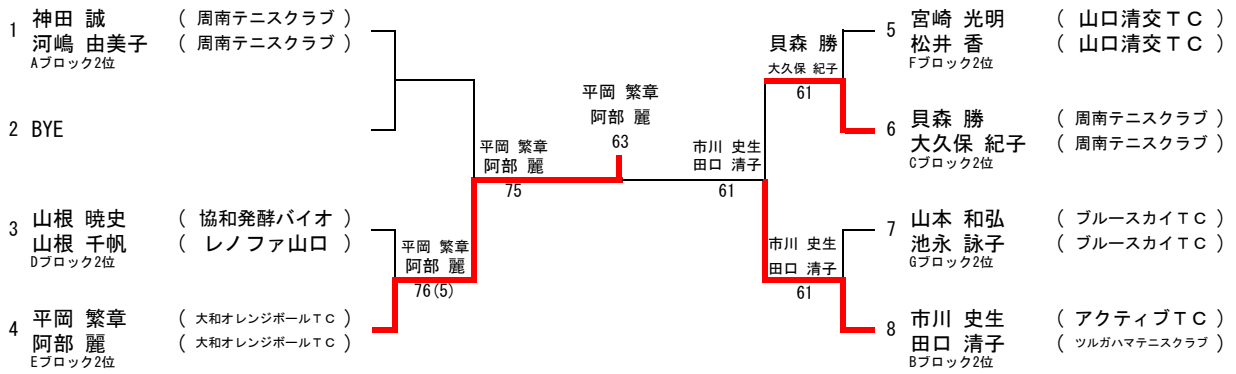 1 神田 誠 ( 周南テニスクラブ )
河嶋 由美子 ( 周南テニスクラブ )
Aブロック2位
2 BYE
3 山根 暁史 ( 協和発酵バイオ )
山根 千帆 ( レノファ山口 )
Dブロック2位
4 平岡 繁章 ( 大和オレンジボールTC )
阿部 麗 ( 大和オレンジボールTC )
Eブロック2位
平岡 繁章
阿部 麗
76(5)
平岡 繁章
阿部 麗
75
平岡 繁章
阿部 麗
63
市川 史生
田口 清子
61
貝森 勝
大久保 紀子
61
市川 史生
田口 清子
61
5 宮崎 光明 ( 山口清交TC )
松井 香 ( 山口清交TC )
Fブロック2位
6 貝森 勝 ( 周南テニスクラブ )
大久保 紀子 ( 周南テニスクラブ )
Cブロック2位
7 山本 和弘 ( ブルースカイTC )
池永 詠子 ( ブルースカイTC )
Gブロック2位
8 市川 史生 ( アクティブTC )
田口 清子 ( ツルガハマテニスクラブ )
Bブロック2位